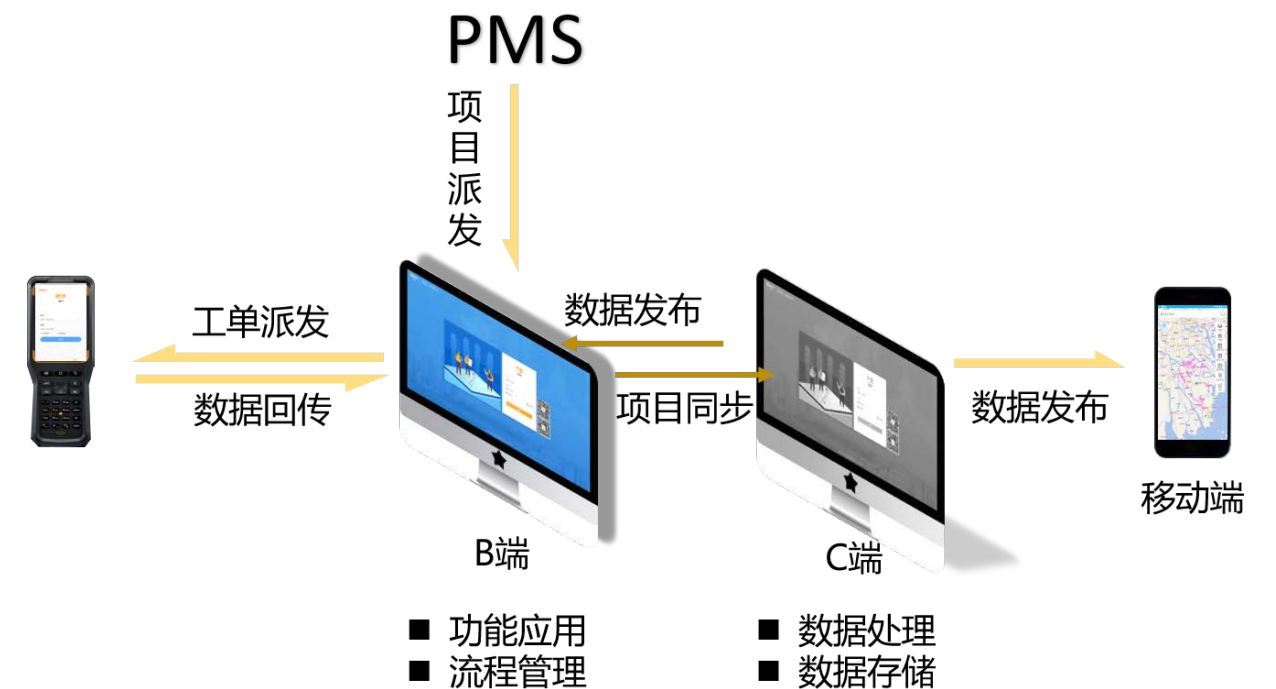 PMS
项目派发
工单派发
数据回传
数据发布
项目同步
数据发布
移动端
B端
C端
■ 功能应用
■ 流程管理
■ 数据处理
■ 数据存储